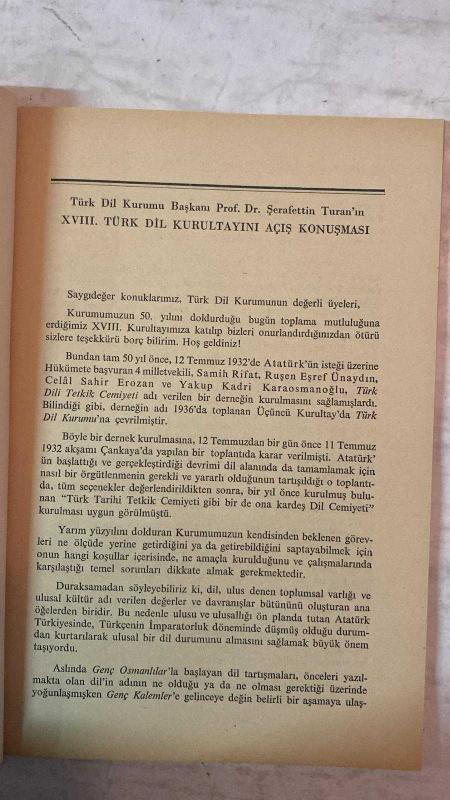 Türk Dil Kurumu Başkanı Prof. Dr. Şerafettin Turan'ın
XVIII. TÜRK DİL KURULTAYINI AÇIŞ KONUŞMASI
Saygıdeğer konuklarımız, Türk Dil Kurumunun değerli üyeleri,
Kurumumuzun 50. yılını doldurduğu bugün toplama mutluluğuna
erdiğimiz XVIII. Kurultayımıza katılıp bizleri onurlandırdığınızdan ötürü
sizlere teşekkürü borç bilirim. Hoş geldiniz!
Bundan tam 50 yıl önce, 12 Temmuz 1932'de Atatürk'ün isteği üzerine
Hükümete başvuran 4 milletvekili, Samih Rifat, Ruşen Eşref Ünaydın,
Celâl Sahir Erozan ve Yakup Kadri Karaosmanoğlu, Türk
Dili Tetkik Cemiyeti adı verilen bir derneğin kurulmasını sağlamışlardı.
Bilindiği gibi, derneğin adı 1936'da toplanan Üçüncü Kurultay'da Türk
Dil Kurumu'na çevrilmiştir.
Böyle bir dernek kurulmasına, 12 Temmuzdan bir gün önce 11 Temmuz
1932 akşamı Çankaya'da yapılan bir toplantıda karar verilmişti. Atatürk'
ün başlattığı ve gerçekleştirdiği devrimi dil alanında da tamamlamak için
nasıl bir örgütlenmenin gerekli ve yararlı olduğunun tartışıldığı o toplantı-
da, tüm seçenekler değerlendirildikten sonra, bir yıl önce kurulmuş bulu-
nan "Türk Tarihi Tetkik Cemiyeti gibi bir de ona kardeş Dil Cemiyeti"
kurulması uygun görülmüştü.
Yarım yüzyılını dolduran Kurumumuzun kendisinden beklenen görev-
leri ne ölçüde yerine getirdiğini ya da getirebildiğini saptayabilmek için
onun hangi koşullar içerisinde, ne amaçla kurulduğunu ve çalışmalarında
karşılaştığı temel sorunları dikkate almak gerekmektedir.
Duraksamadan söyleyebiliriz ki, dil, ulus denen toplumsal varlığı ve
ulusal kültür adı verilen değerler ve davranışlar bütününü oluşturan ana
öğelerden biridir. Bu nedenle ulusu ve ulusallığı ön planda tutan Atatürk
Türkiyesinde, Türkçenin İmparatorluk döneminde düşmüş olduğu durum-
dan kurtarılarak ulusal bir dil durumunu almasını sağlamak büyük önem
taşıyordu.
Aslında Genç Osmanlılar'la başlayan dil tartışmaları, önceleri yazıl-
makta olan dil'in adının ne olduğu ya da ne olması gerektiği üzerinde
yoğunlaşmışken Genç Kalemler'e gelinceye değin belirli bir aşamaya ulaş-